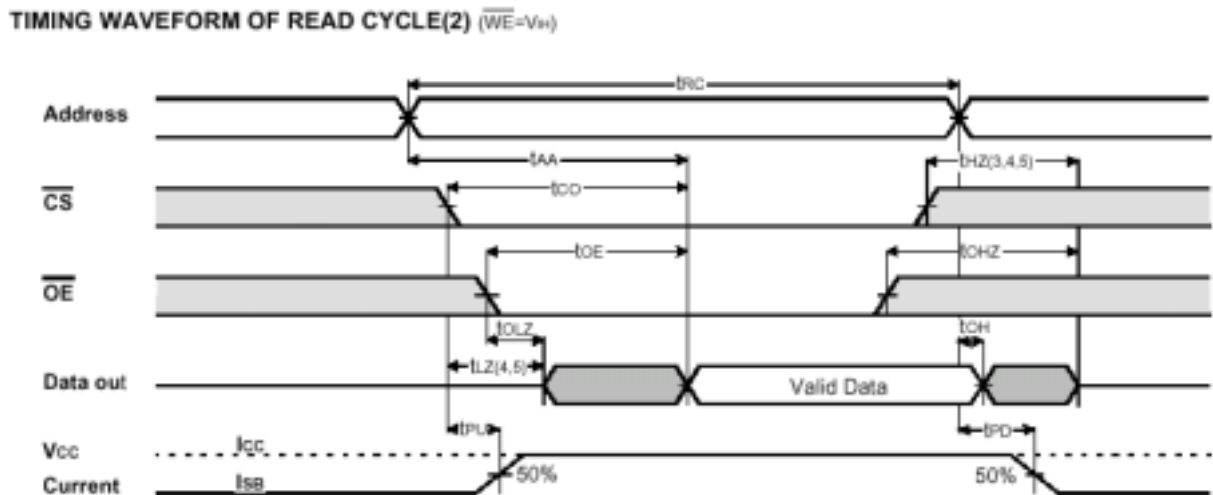 TIMING WAVEFORM OF READ CYCLE(2) (WE=VIH)
tRC
Address
tAA
tHZ(3,4,5)
CS
tCO
tOE
tOHZ
OE
tOLZ
tOH
tLZ(4,5)
Data out
Valid Data
tPU
tPD
VCC
ICC
50%
50%
Current
ISB